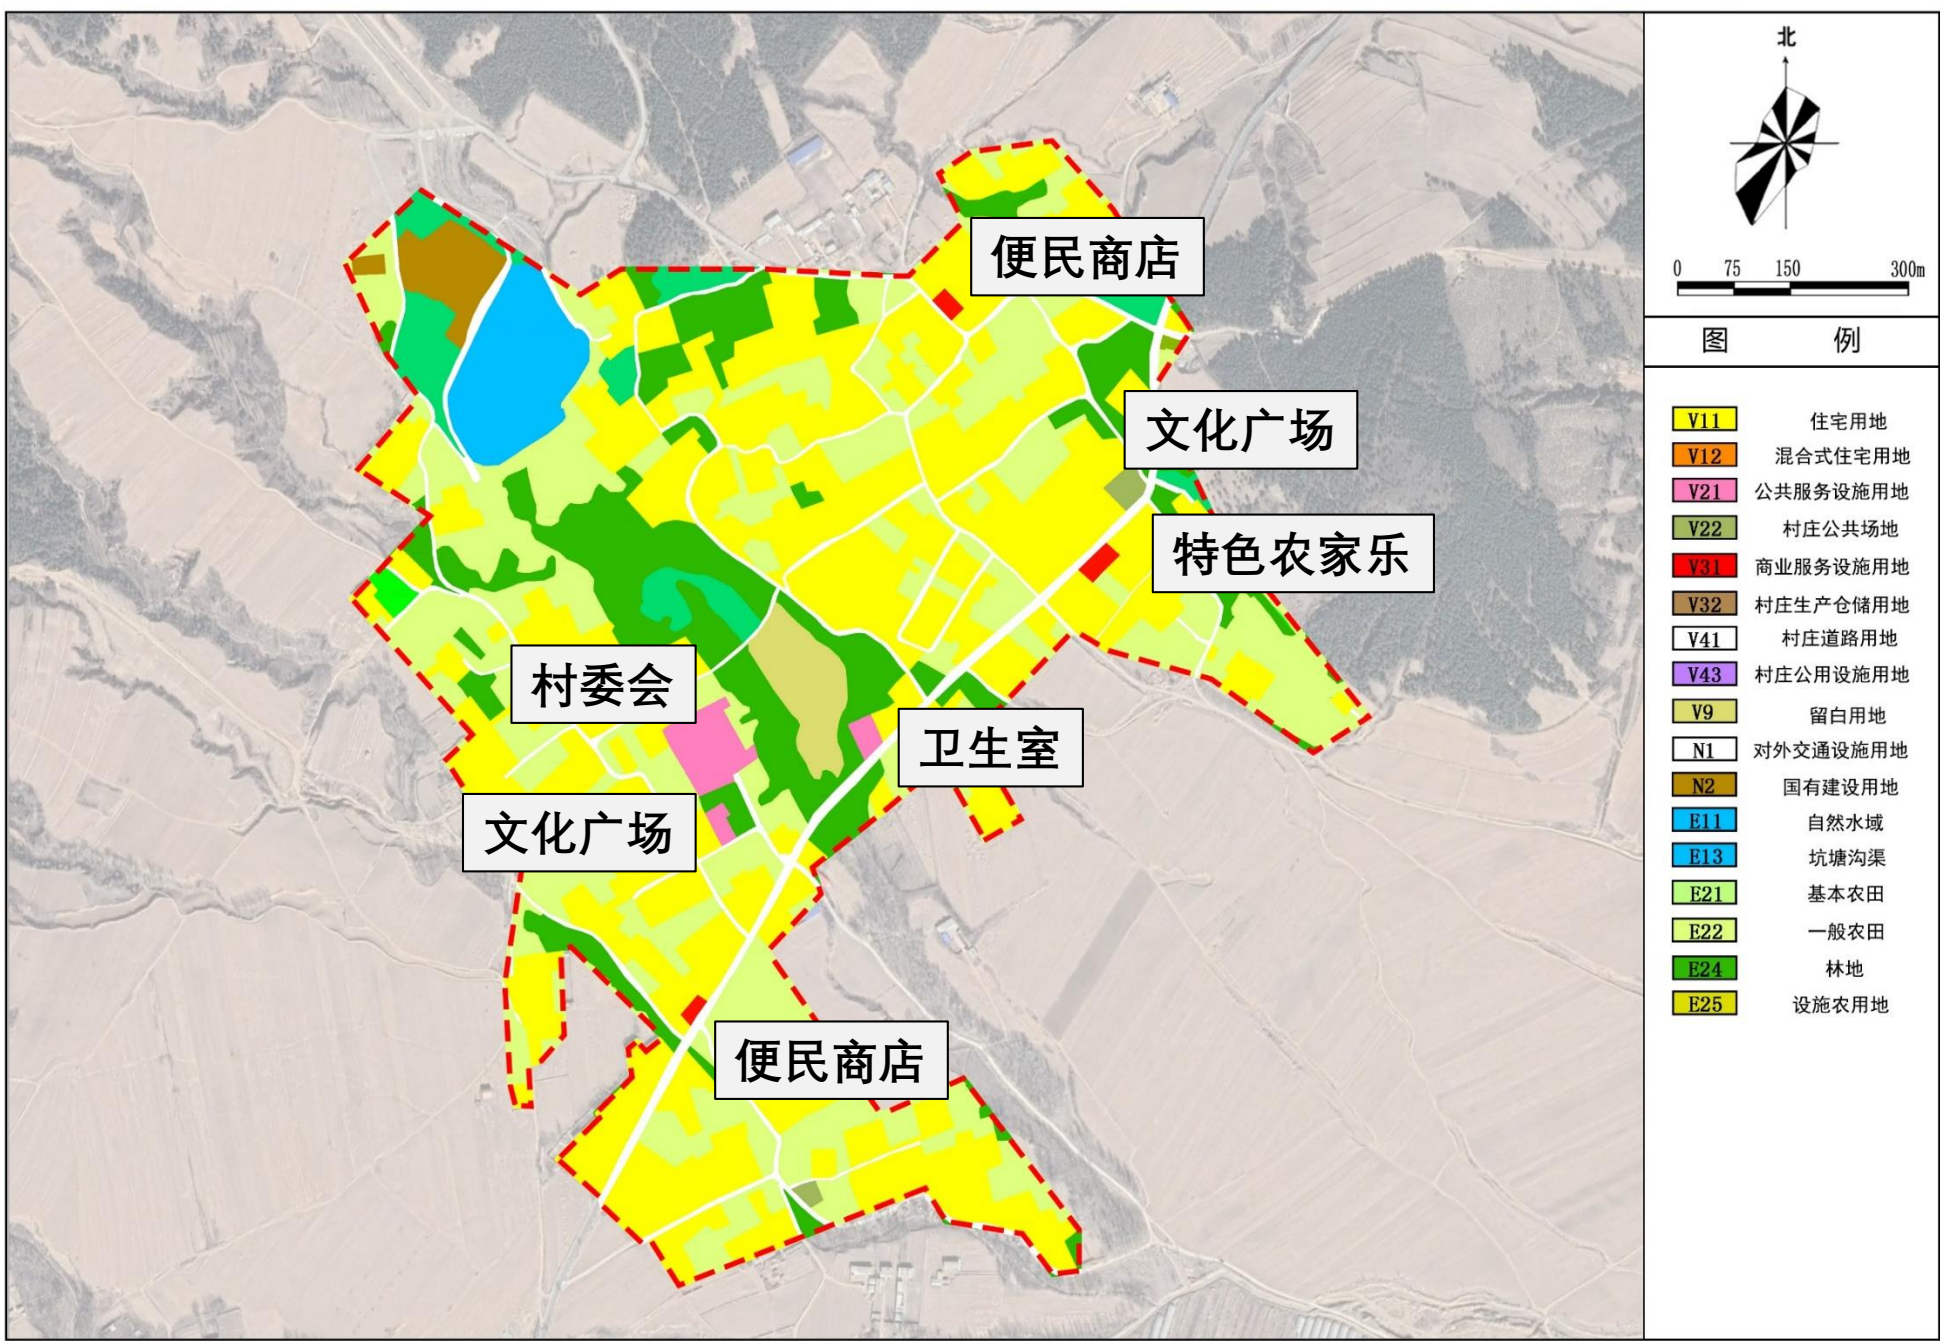 北
0 75 150 300m
图 例
V11 住宅用地
V12 混合式住宅用地
V21 公共服务设施用地
V22 村庄公共场地
V31 商业服务设施用地
V32 村庄生产仓储用地
V41 村庄道路用地
V43 村庄公用设施用地
V9 留白用地
N1 对外交通设施用地
N2 国有建设用地
E11 自然水域
E13 坑塘沟渠
E21 基本农田
E22 一般农田
E24 林地
E25 设施农用地
便民商店
文化广场
特色农家乐
村委会
卫生室
文化广场
便民商店